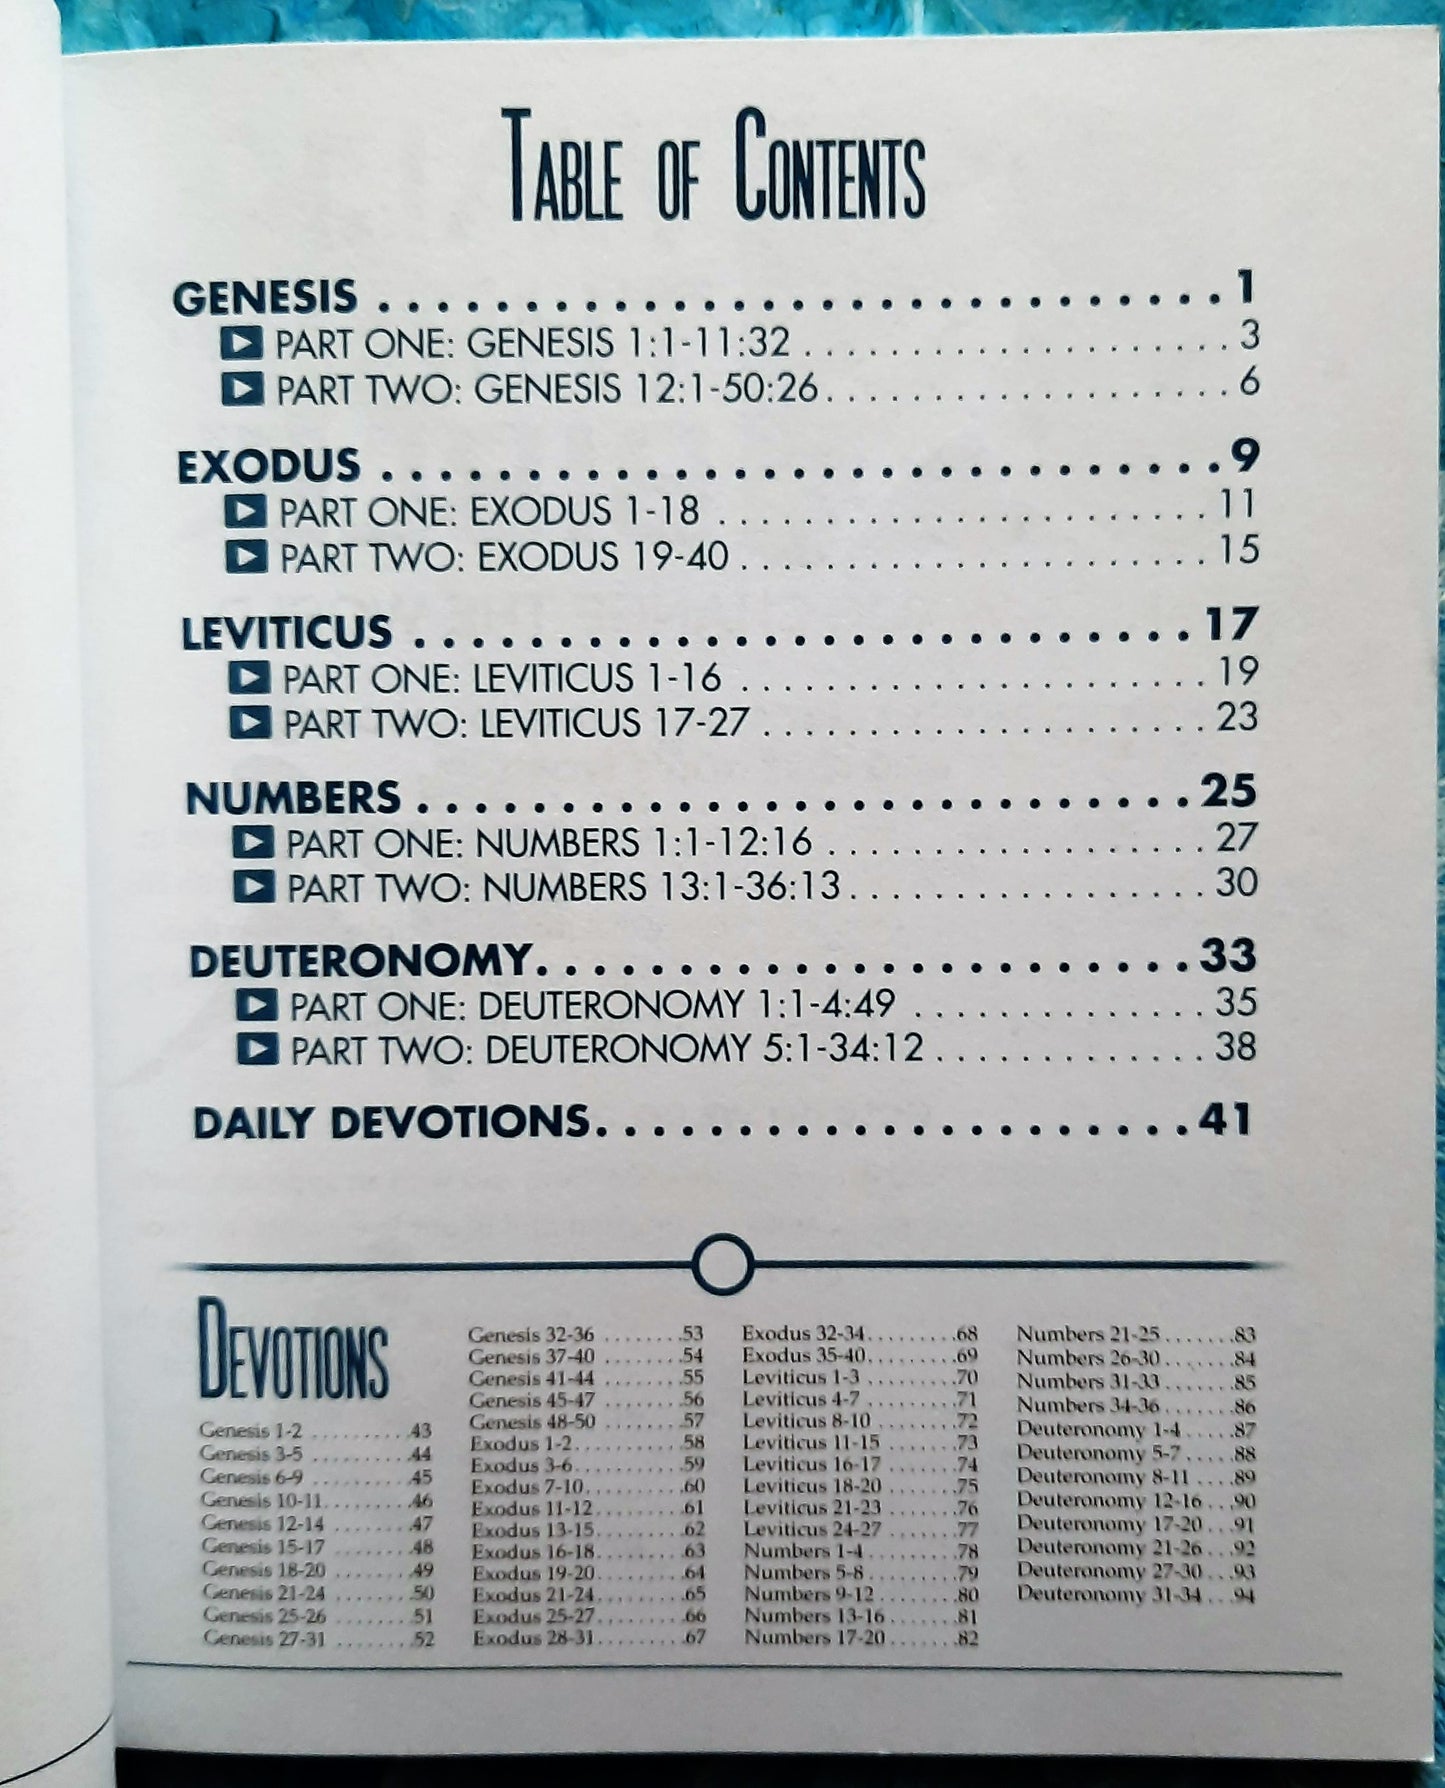 TABLE OF CONTENTS
GENESIS . . . . . . . . . . . . . . . . . . . . . . . . . . . . . 1
PART ONE: GENESIS 1:1-11:32 . . . . . . . . . . . . . . . . . . . . 3
PART TWO: GENESIS 12:1-50:26 . . . . . . . . . . . . . . . . . . . 6
EXODUS . . . . . . . . . . . . . . . . . . . . . . . . . . . . . 9
PART ONE: EXODUS 1-18 . . . . . . . . . . . . . . . . . . . . . . . 11
PART TWO: EXODUS 19-40 . . . . . . . . . . . . . . . . . . . . . . 15
LEVITICUS . . . . . . . . . . . . . . . . . . . . . . . . . . . 17
PART ONE: LEVITICUS 1-16 . . . . . . . . . . . . . . . . . . . . . . 19
PART TWO: LEVITICUS 17-27 . . . . . . . . . . . . . . . . . . . . . 23
NUMBERS . . . . . . . . . . . . . . . . . . . . . . . . . . . 25
PART ONE: NUMBERS 1:1-12:16 . . . . . . . . . . . . . . . . . . 27
PART TWO: NUMBERS 13:1-36:13 . . . . . . . . . . . . . . . . . 30
DEUTERONOMY . . . . . . . . . . . . . . . . . . . . . . . 33
PART ONE: DEUTERONOMY 1:1-4:49 . . . . . . . . . . . . . . 35
PART TWO: DEUTERONOMY 5:1-34:12 . . . . . . . . . . . . . 38
DAILY DEVOTIONS . . . . . . . . . . . . . . . . . . . . . 41
DEVOTIONS
Genesis 1-2 .......... 43
Genesis 3-5 .......... 44
Genesis 6-9 .......... 45
Genesis 10-11 ......... 46
Genesis 12-14 ........ 47
Genesis 15-17 ........ 48
Genesis 18-20 ........ 49
Genesis 21-24 ........ 50
Genesis 25-26 ........ 51
Genesis 27-31 ........ 52
Genesis 32-36 ........ 53
Genesis 37-40 ........ 54
Genesis 41-44 ........ 55
Genesis 45-47 ........ 56
Genesis 48-50 ........ 57
Exodus 1-2 ........... 58
Exodus 3-6 ........... 59
Exodus 7-10 .......... 60
Exodus 11-12 ......... 61
Exodus 13-15 ......... 62
Exodus 16-18 ......... 63
Exodus 19-20 ......... 64
Exodus 21-24 ......... 65
Exodus 25-27 ......... 66
Exodus 28-31 ......... 67
Exodus 32-34 ......... 68
Exodus 35-40 ......... 69
Leviticus 1-3 ......... 70
Leviticus 4-7 ......... 71
Leviticus 8-10 ........ 72
Leviticus 11-15 ....... 73
Leviticus 16-17 ....... 74
Leviticus 18-20 ....... 75
Leviticus 21-23 ....... 76
Leviticus 24-27 ....... 77
Numbers 1-4 ......... 78
Numbers 5-8 ......... 79
Numbers 9-12 ........ 80
Numbers 13-16 ....... 81
Numbers 17-20 ....... 82
Numbers 21-25 ....... 83
Numbers 26-30 ....... 84
Numbers 31-33 ....... 85
Numbers 34-36 ....... 86
Deuteronomy 1-4 ..... 87
Deuteronomy 5-7 ..... 88
Deuteronomy 8-11 .... 89
Deuteronomy 12-16 ... 90
Deuteronomy 17-20 ... 91
Deuteronomy 21-26 ... 92
Deuteronomy 27-30 ... 93
Deuteronomy 31-34 ... 94